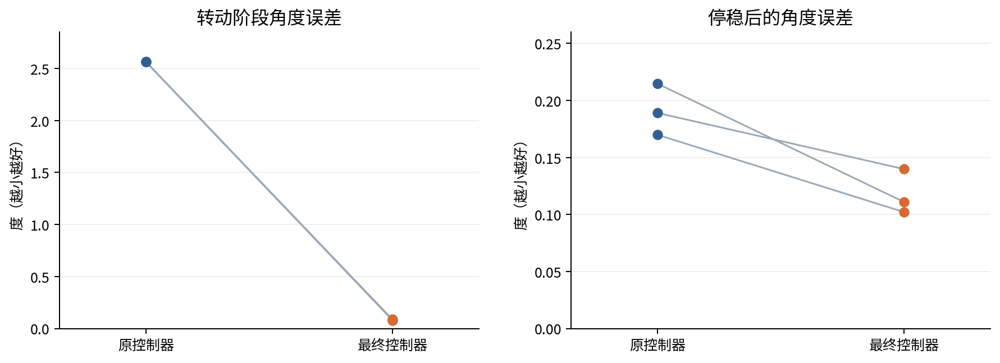 转动阶段角度误差
度（越小越好）
2.5
2.0
1.5
1.0
0.5
0.0
原控制器
最终控制器
停稳后的角度误差
度（越小越好）
0.25
0.20
0.15
0.10
0.05
0.00
原控制器
最终控制器